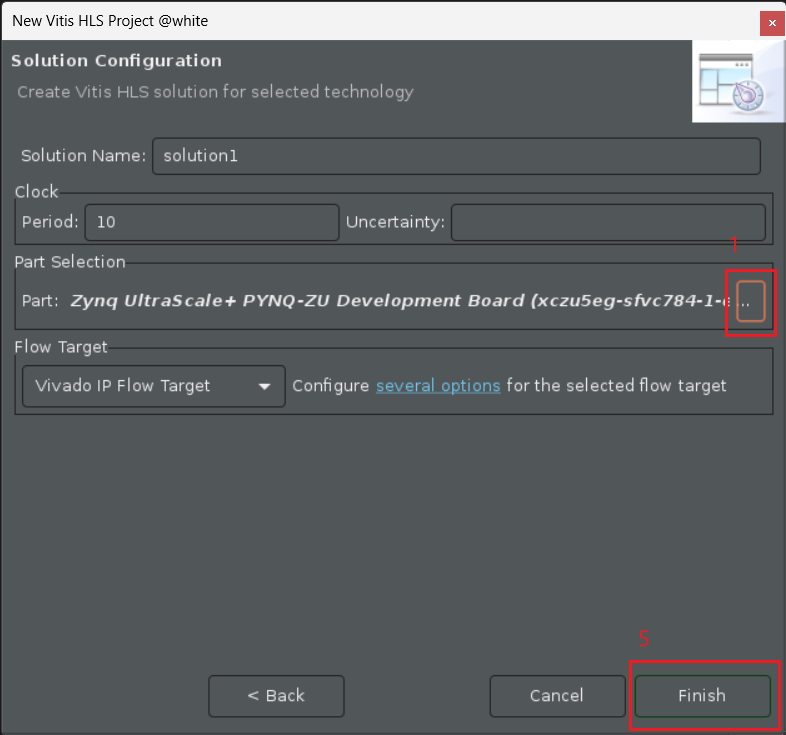 New Vitis HLS Project @white
Solution Configuration
Create Vitis HLS solution for selected technology
Solution Name: solution1
Clock
Period: 10 Uncertainty:
1
Part Selection
Part: Zynq UltraScale+ PYNQ-ZU Development Board (xczu5eg-sfvc784-1-e ...
Flow Target
Vivado IP Flow Target Configure several options for the selected flow target
5
< Back Cancel Finish